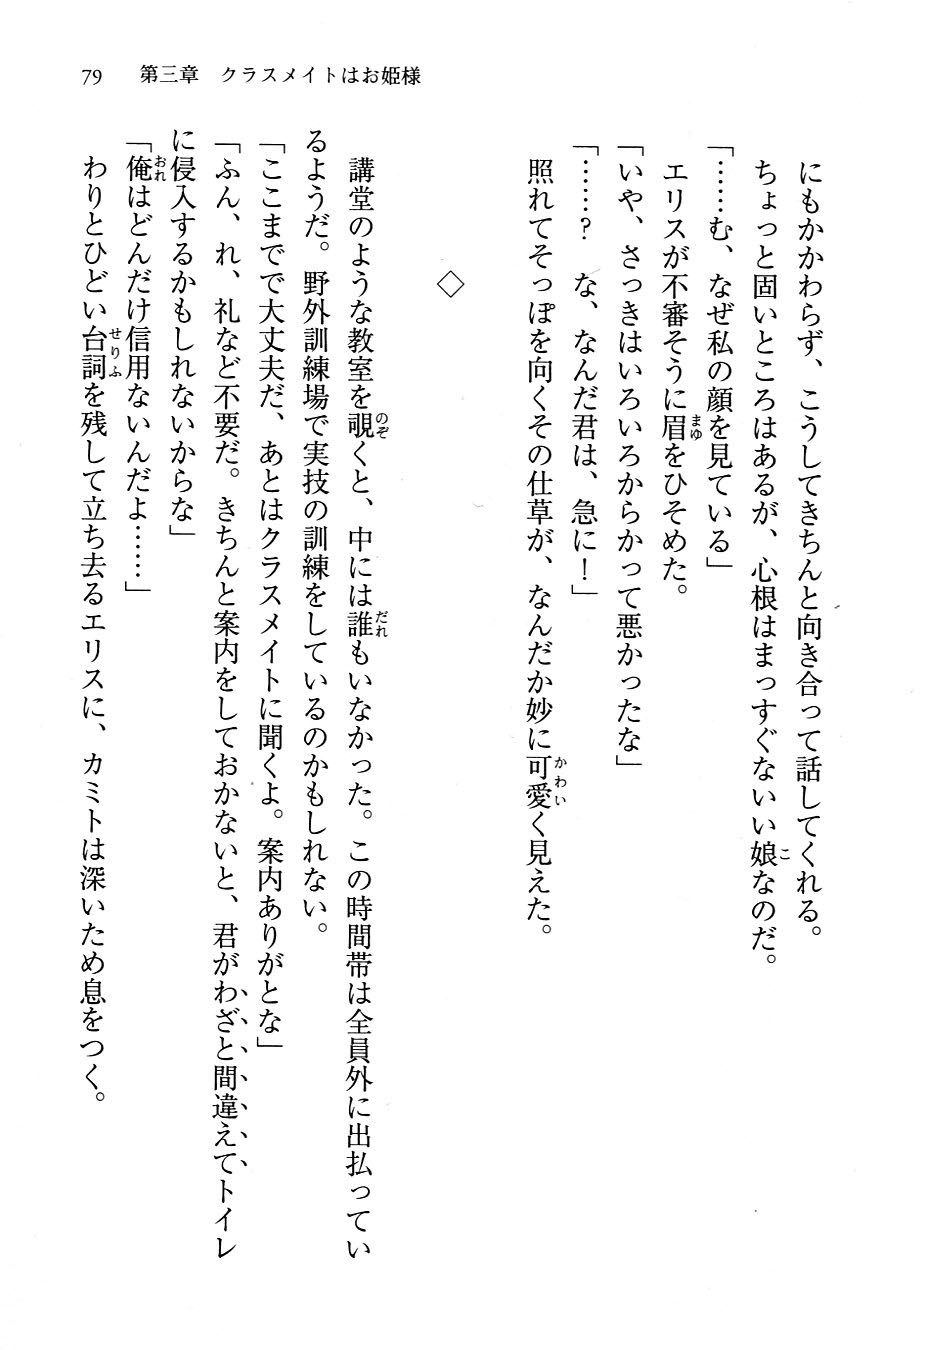 79　第三章　クラスメイトはお姫様
にもかかわらず、こうしてきちんと向き合って話してくれる。
ちょっと固いところはあるが、心根はまっすぐないい娘なのだ。
「……む、なぜ私の顔を見ている」
エリスが不審そうに眉をひそめた。
「いや、さっきはいろいろからかって悪かったな」
「……？　な、なんだ君は、急に！」
照れてそっぽを向くその仕草が、なんだか妙に可愛く見えた。
◇
講堂のような教室を覗くと、中には誰もいなかった。この時間帯は全員外に出払ってい
るようだ。野外訓練場で実技の訓練をしているのかもしれない。
「ここまでで大丈夫だ、あとはクラスメイトに聞くよ。案内ありがとな」
「ふん、れ、礼など不要だ。きちんと案内をしておかないと、君がわざと間違えてトイレ
に侵入するかもしれないからな」
「俺はどんだけ信用ないんだよ……」
わりとひどい台詞を残して立ち去るエリスに、カミトは深いため息をつく。